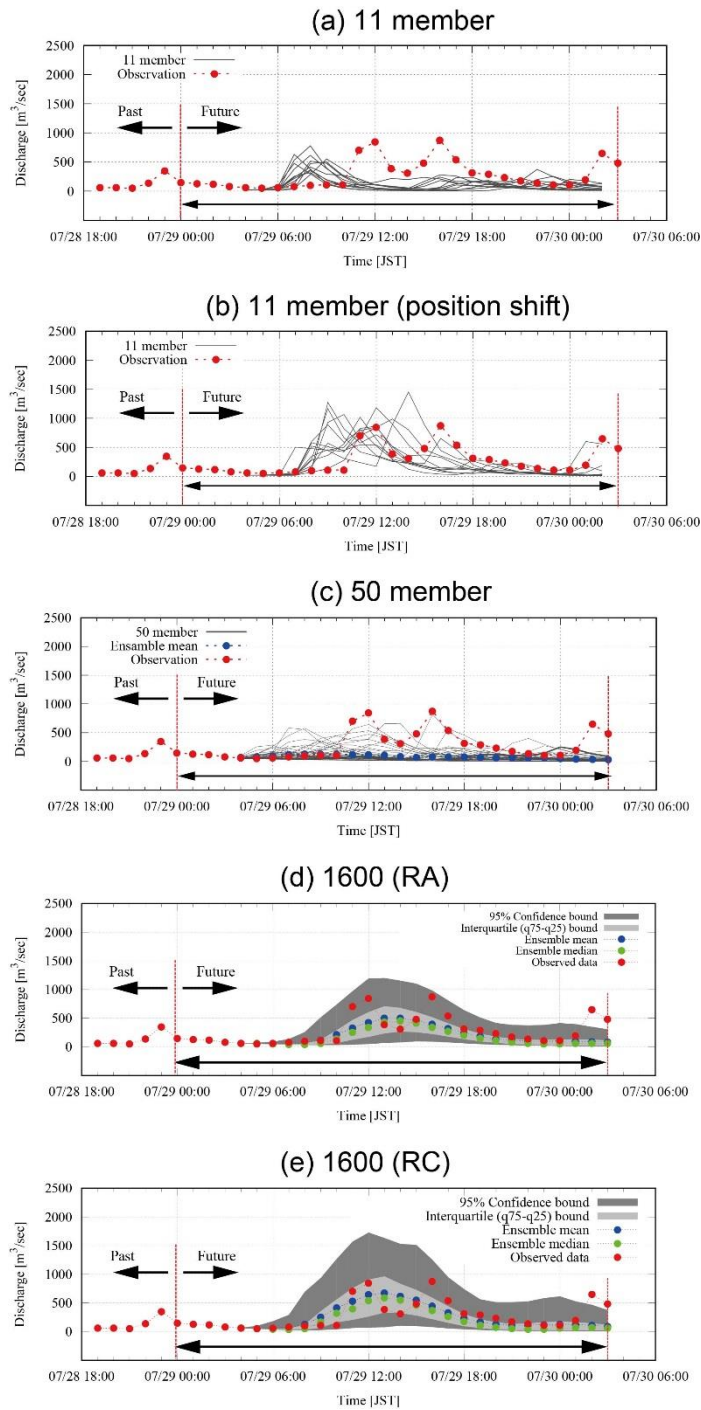 (a) 11 member
2500
2000
1500
1000
500
0
Discharge [m³/sec]
11 member
Observation
Past
Future
07/28 18:00 07/29 00:00 07/29 06:00 07/29 12:00 07/29 18:00 07/30 00:00 07/30 06:00
Time [JST]
(b) 11 member (position shift)
2500
2000
1500
1000
500
0
Discharge [m³/sec]
11 member
Observation
Past
Future
07/28 18:00 07/29 00:00 07/29 06:00 07/29 12:00 07/29 18:00 07/30 00:00 07/30 06:00
Time [JST]
(c) 50 member
2500
2000
1500
1000
500
0
Discharge [m³/sec]
50 member
Ensamble mean
Observation
Past
Future
07/28 18:00 07/29 00:00 07/29 06:00 07/29 12:00 07/29 18:00 07/30 00:00 07/30 06:00
Time [JST]
(d) 1600 (RA)
2500
2000
1500
1000
500
0
Discharge [m³/sec]
95% Confidence bound
Interquartile (q75-q25) bound
Ensemble mean
Ensemble median
Observed data
Past
Future
07/28 18:00 07/29 00:00 07/29 06:00 07/29 12:00 07/29 18:00 07/30 00:00 07/30 06:00
Time [JST]
(e) 1600 (RC)
2500
2000
1500
1000
500
0
Discharge [m³/sec]
95% Confidence bound
Interquartile (q75-q25) bound
Ensemble mean
Ensemble median
Observed data
Past
Future
07/28 18:00 07/29 00:00 07/29 06:00 07/29 12:00 07/29 18:00 07/30 00:00 07/30 06:00
Time [JST]